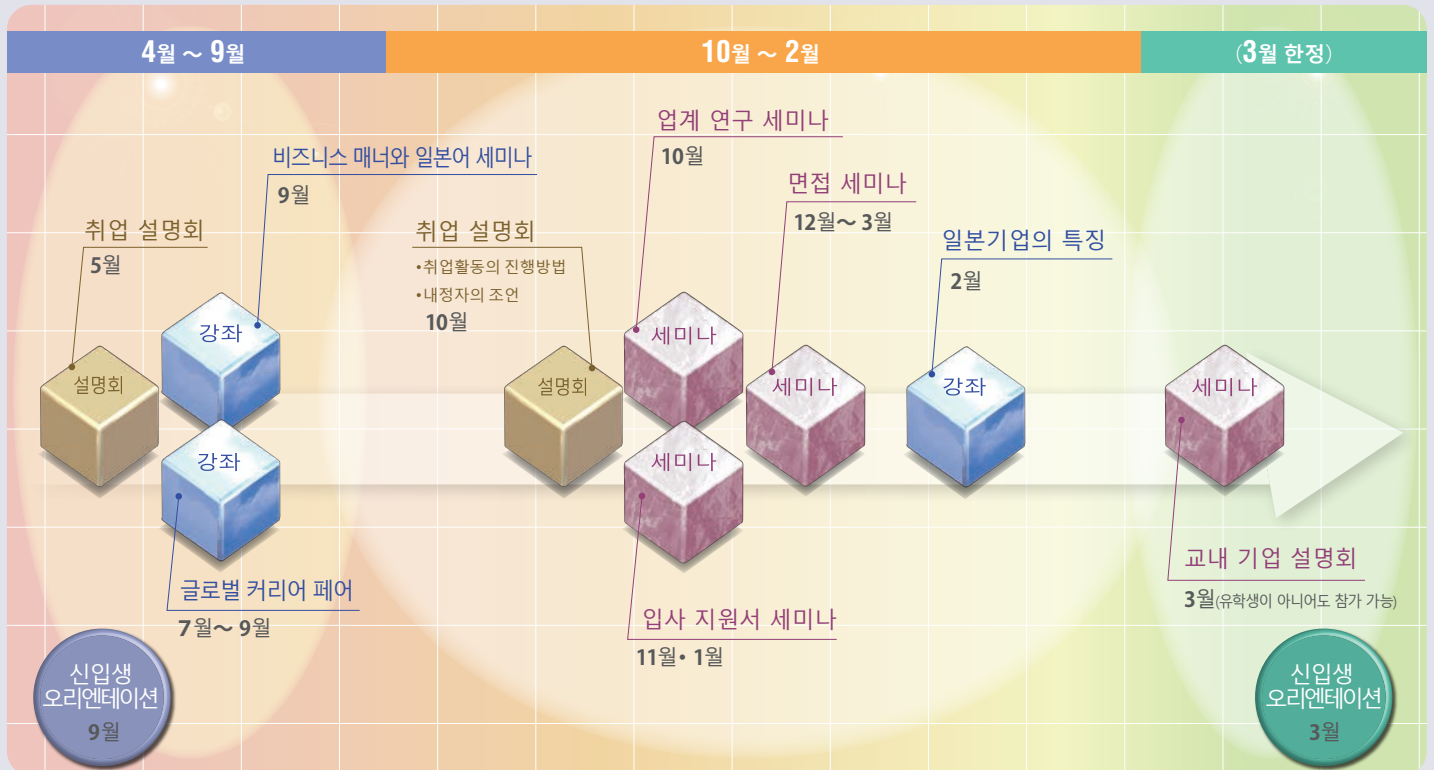 4월 ～ 9월
10월 ～ 2월
(3월 한정)
취업 설명회
5월
설명회
비즈니스 매너와 일본어 세미나
9월
강좌
강좌
글로벌 커리어 페어
7월～ 9월
신입생
오리엔테이션
9월
취업 설명회
•취업활동의 진행방법
•내정자의 조언
10월
설명회
업계 연구 세미나
10월
세미나
세미나
입사 지원서 세미나
11월• 1월
면접 세미나
12월～ 3월
세미나
일본기업의 특징
2월
강좌
세미나
교내 기업 설명회
3월(유학생이 아니어도 참가 가능)
신입생
오리엔테이션
3월